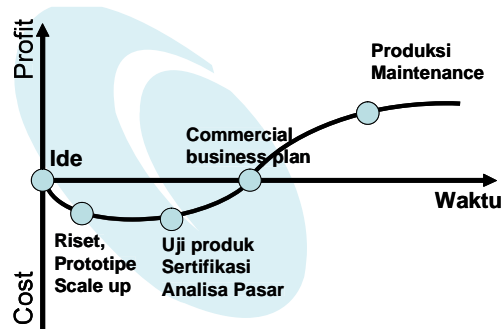 Profit
Produksi
Maintenance
Commercial
business plan
Ide
Waktu
Riset,
Prototipe
Scale up
Uji produk
Sertifikasi
Analisa Pasar
Cost